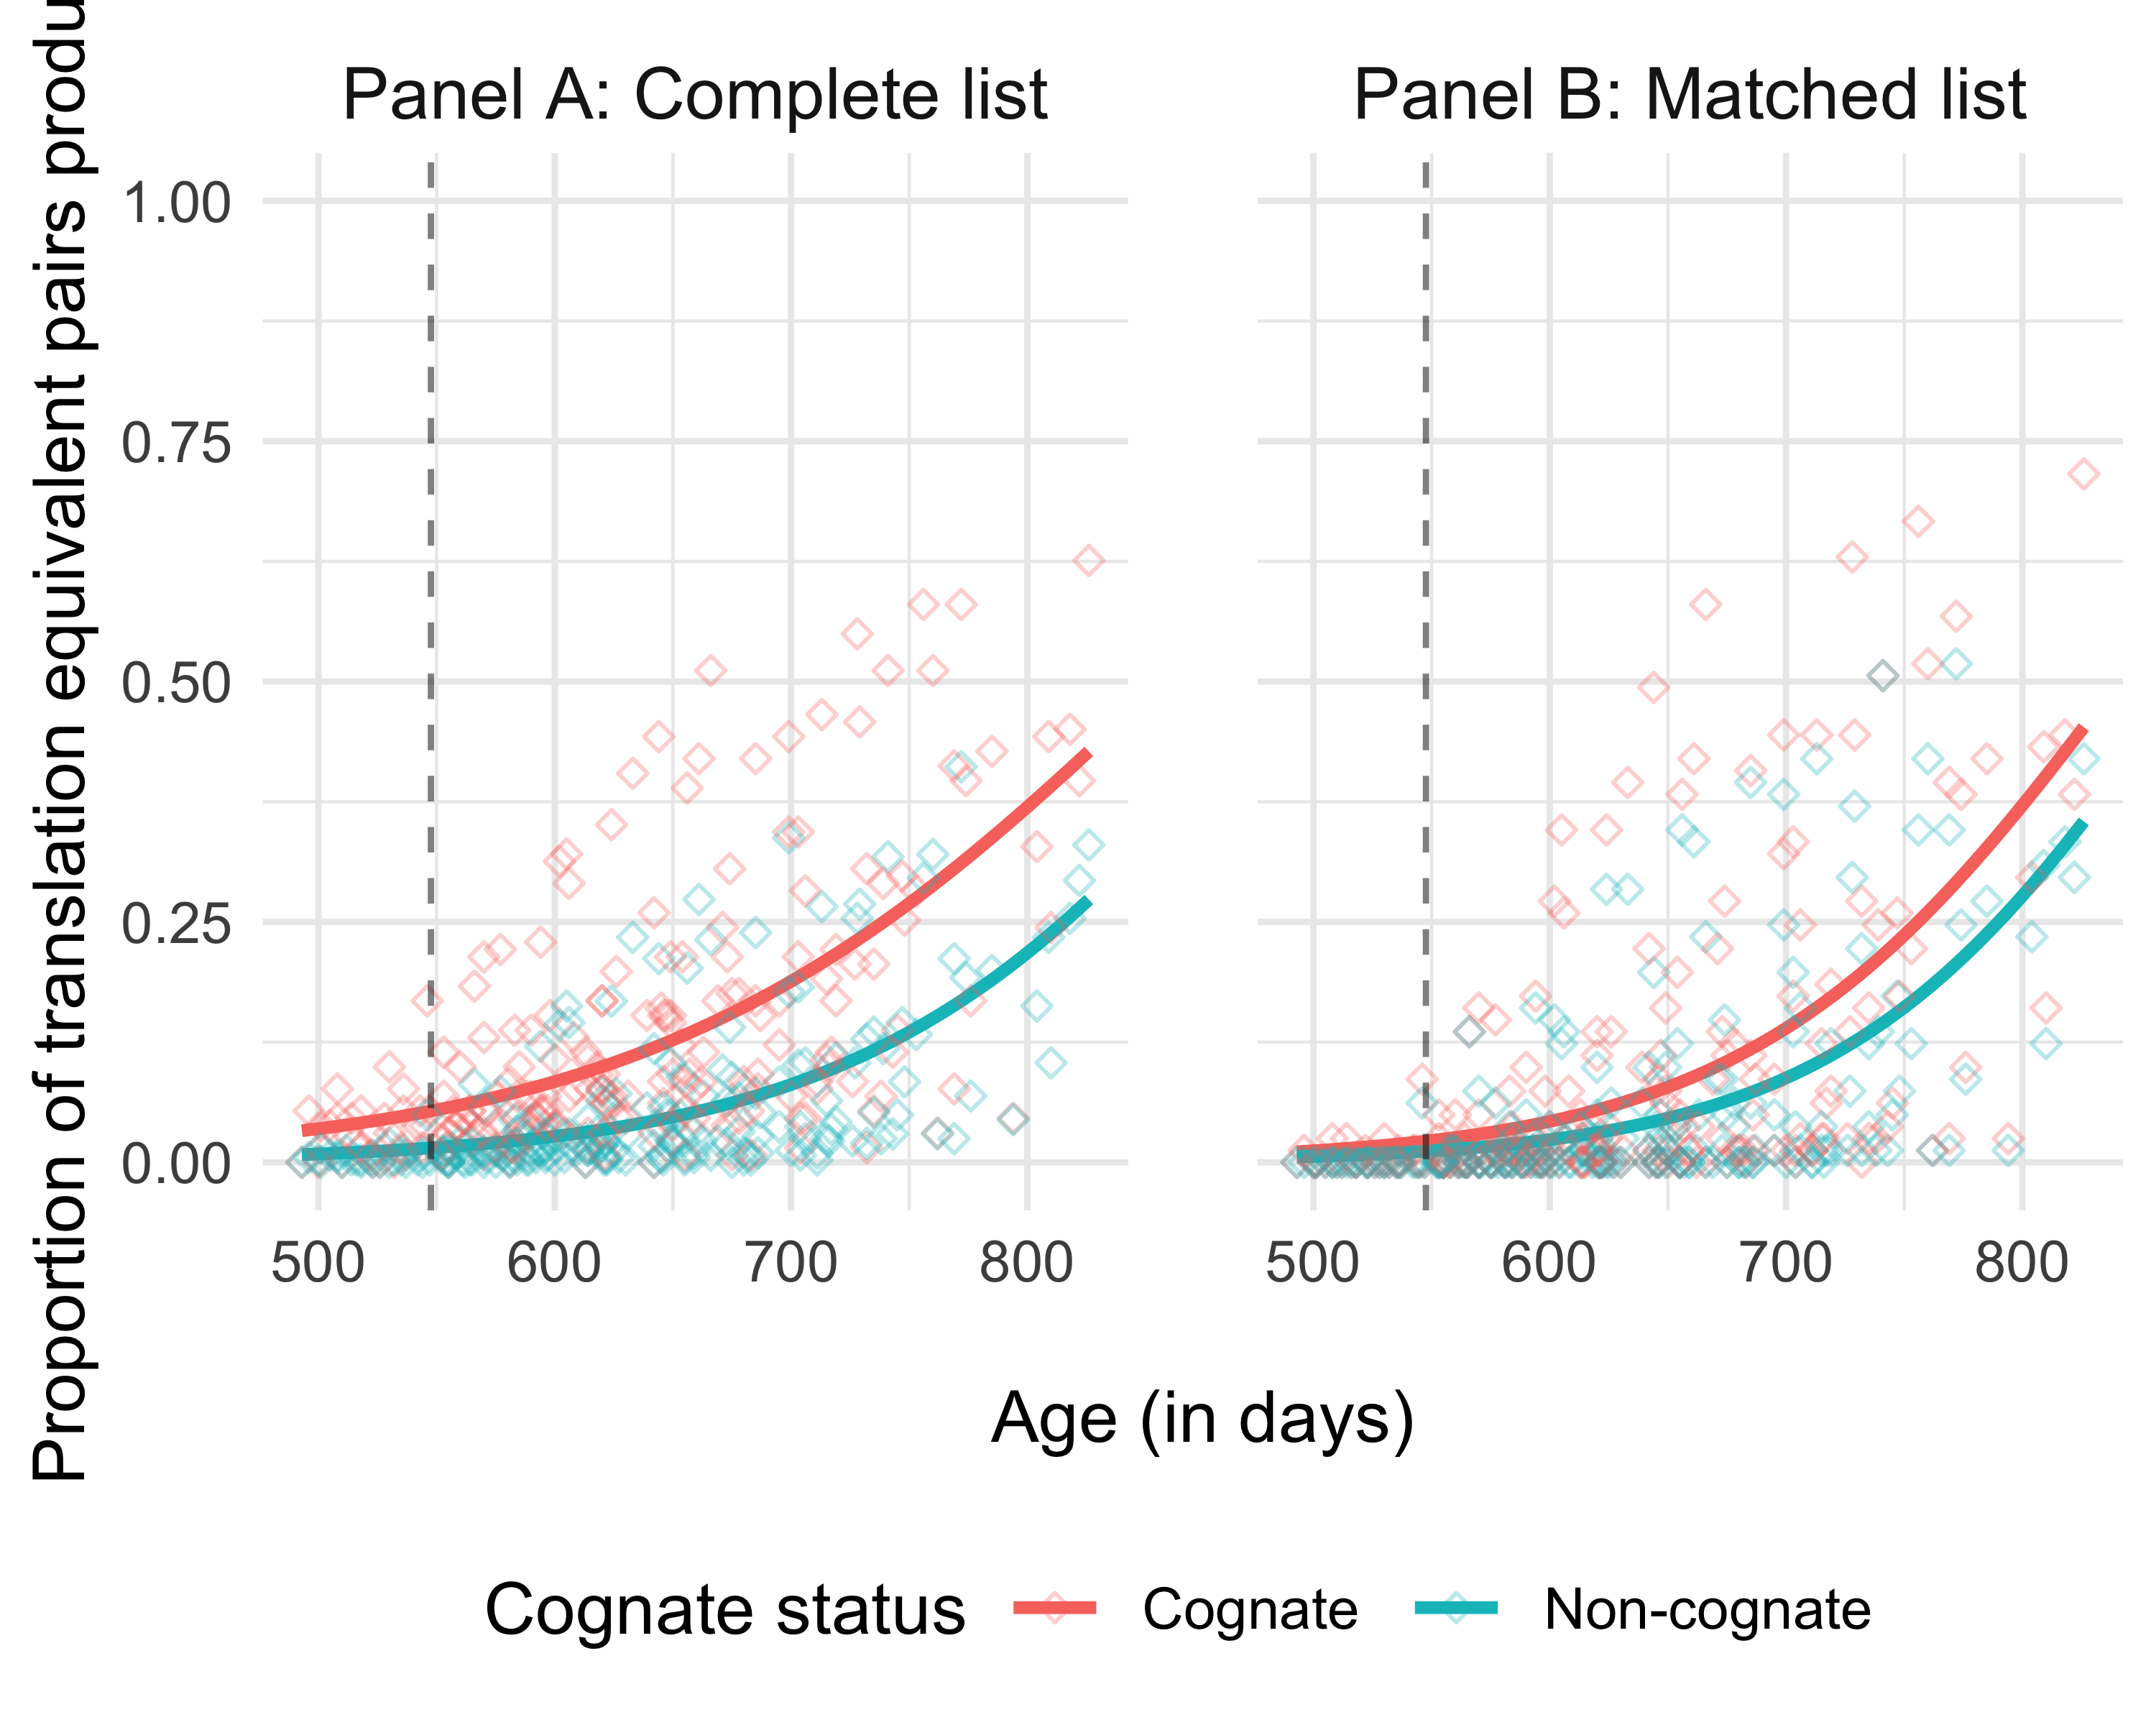 Proportion of translation equivalent pairs
Panel A: Complete list
Panel B: Matched list
1.00
0.75
0.50
0.25
0.00
500 600 700 800
500 600 700 800
Age (in days)
Cognate status Cognate Non-cognate